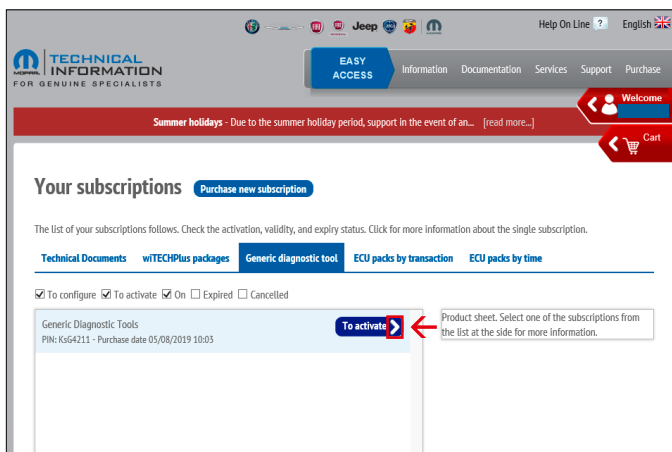 Jeep
Help On Line ? English
MOPAR. TECHNICAL
INFORMATION
FOR GENUINE SPECIALISTS
EASY
ACCESS
Information Documentation Services Support Purchase
Welcome
Summer holidays - Due to the summer holiday period, support in the event of an... [read more...]
Cart
Your subscriptions Purchase new subscription
The list of your subscriptions follows. Check the activation, validity, and expiry status. Click for more information about the single subscription.
Technical Documents wiTECHPlus packages Generic diagnostic tool ECU packs by transaction ECU packs by time
To configure To activate On Expired Cancelled
Generic Diagnostic Tools
PIN: KsG4211 - Purchase date 05/08/2019 10:03
To activate
Product sheet. Select one of the subscriptions from
the list at the side for more information.